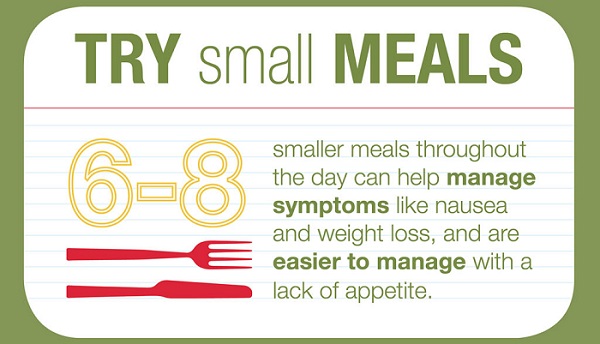 TRY small MEALS
6-8
smaller meals throughout
the day can help manage
symptoms like nausea
and weight loss, and are
easier to manage with a
lack of appetite.